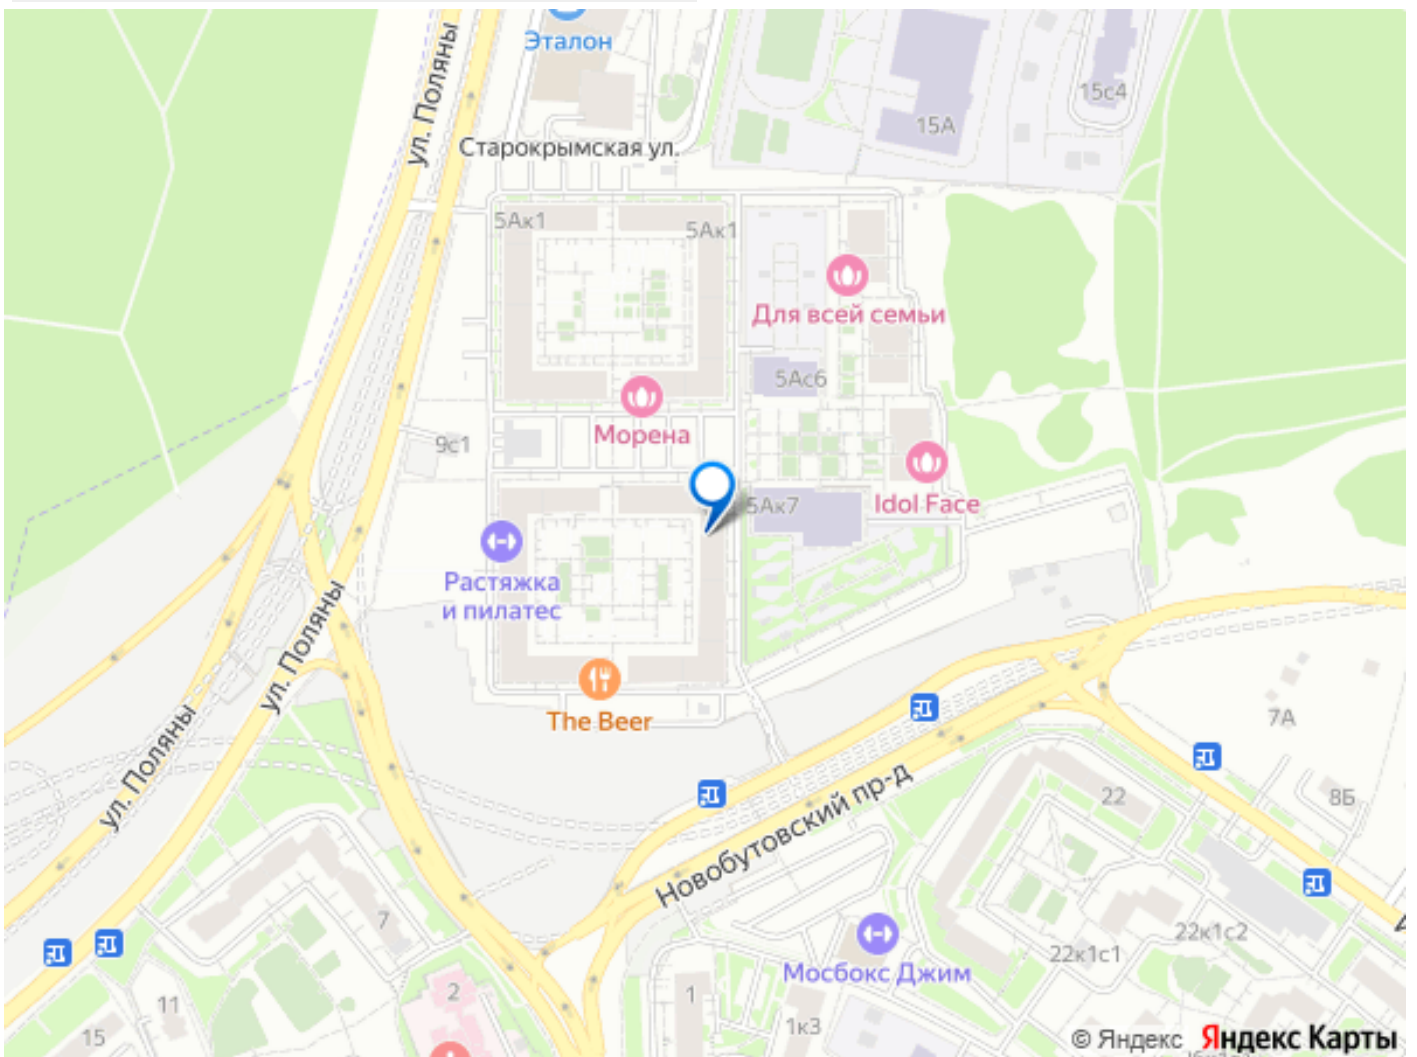 Эталон
ул. Поляны
15с4
15А
Старокрымская ул.
5Ак1
5Ак1
Для всей семьи
5Ас6
Морена
9с1
Idol Face
5Ак7
Растяжка
и пилатес
ул. Поляны
The Beer
ул. Поляны
7А
22
8Б
Новобутовский пр-д
7
22к1с2
22к1с1
Мосбокс Джим
2
1
11
1к3
15
© Яндекс Яндекс Карты